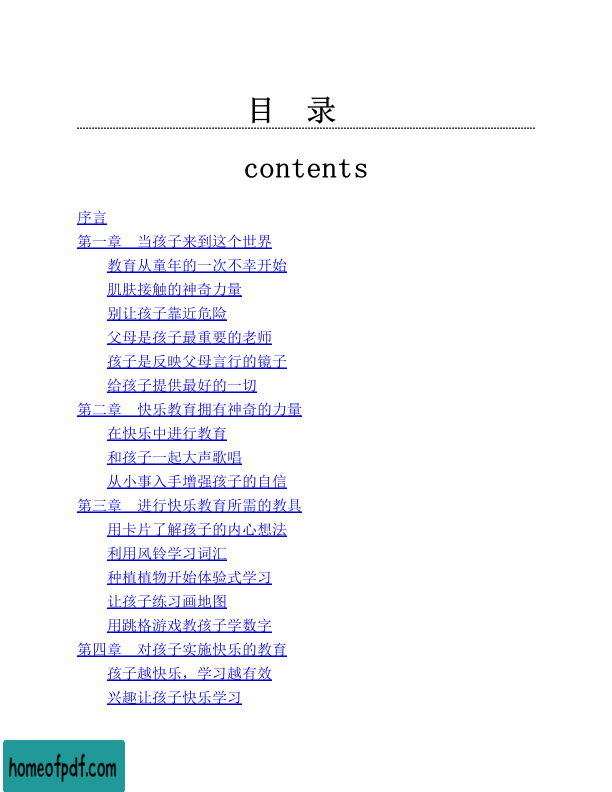 目 录
contents
序言
第一章 当孩子来到这个世界
教育从童年的一次不幸开始
肌肤接触的神奇力量
别让孩子靠近危险
父母是孩子最重要的老师
孩子是反映父母言行的镜子
给孩子提供最好的一切
第二章 快乐教育拥有神奇的力量
在快乐中进行教育
和孩子一起大声歌唱
从小事入手增强孩子的自信
第三章 进行快乐教育所需的教具
用卡片了解孩子的内心想法
利用风铃学习词汇
种植植物开始体验式学习
让孩子练习画地图
用跳格游戏教孩子学数字
第四章 对孩子实施快乐的教育
孩子越快乐，学习越有效
兴趣让孩子快乐学习
homeofpdf.com